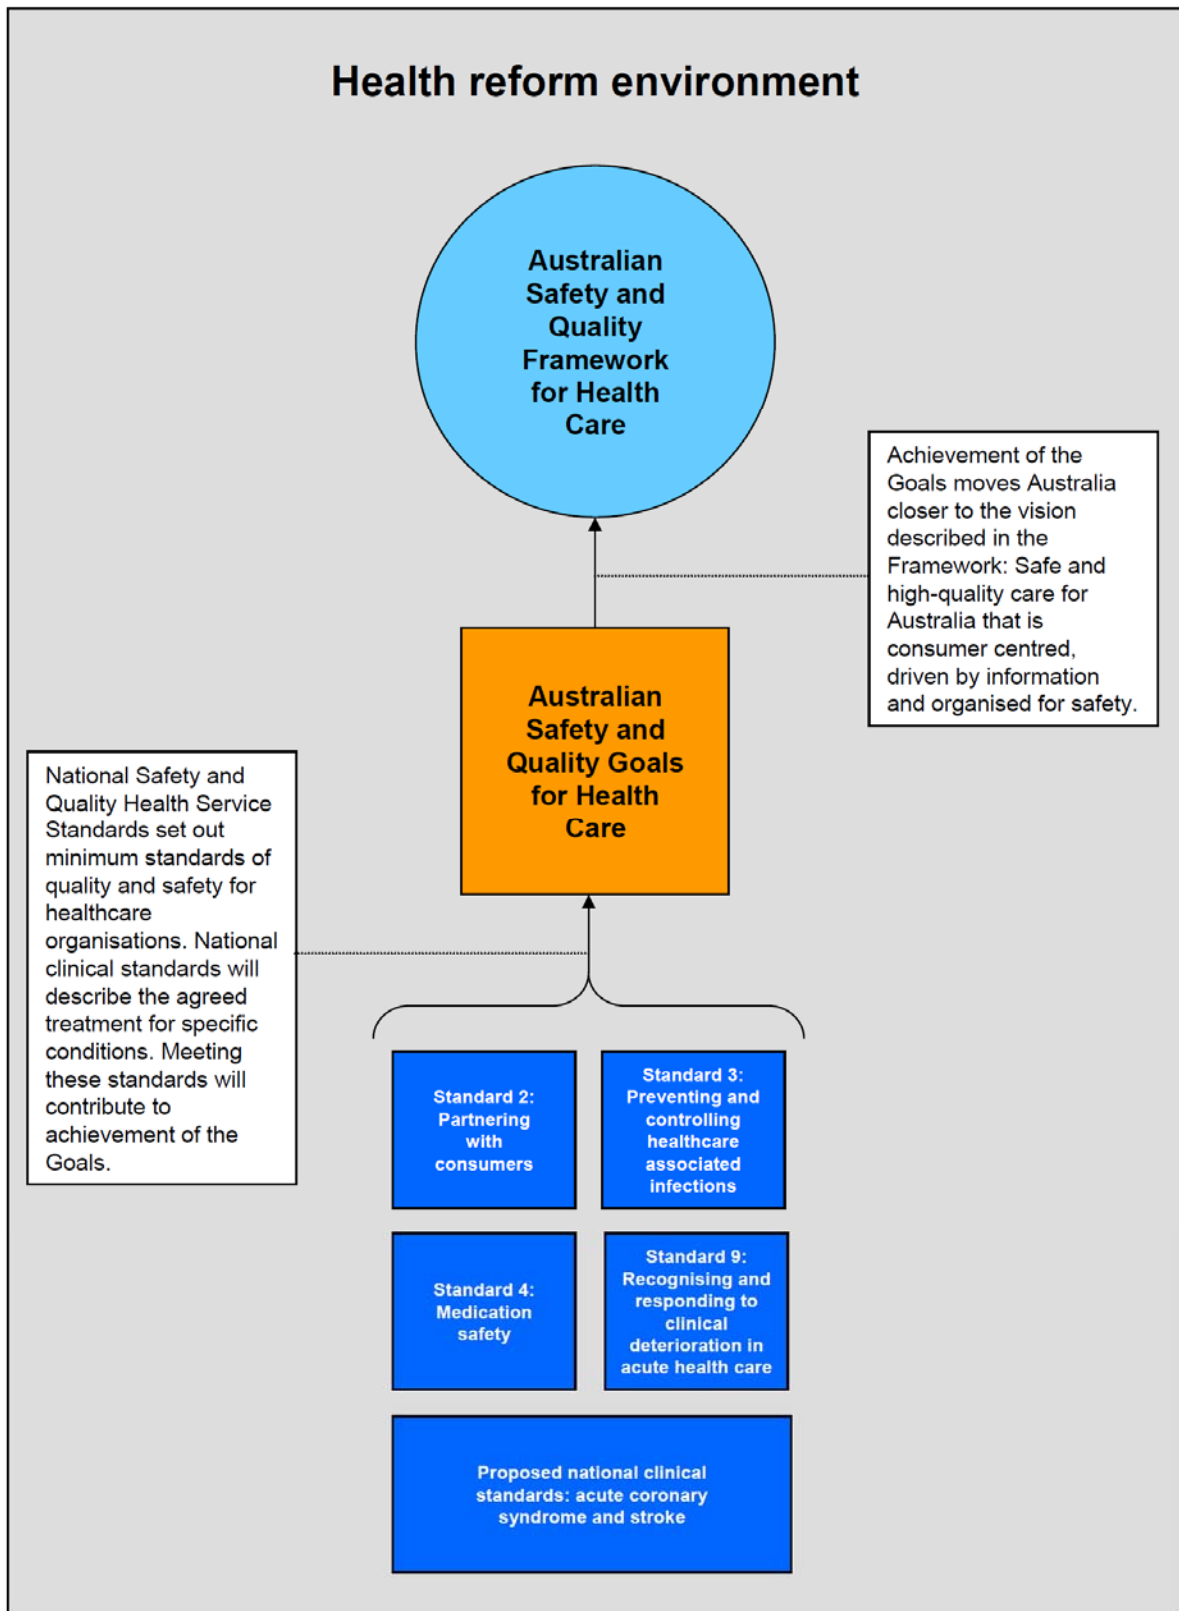 Health reform environment
Australian
Safety and
Quality
Framework
for Health
Care
Achievement of the
Goals moves Australia
closer to the vision
described in the
Framework: Safe and
high-quality care for
Australia that is
consumer centred,
driven by information
and organised for safety.
Australian
Safety and
Quality Goals
for Health
Care
National Safety and
Quality Health Service
Standards set out
minimum standards of
quality and safety for
healthcare
organisations. National
clinical standards will
describe the agreed
treatment for specific
conditions. Meeting
these standards will
contribute to
achievement of the
Goals.
Standard 2:
Partnering
with
consumers
Standard 3:
Preventing and
controlling
healthcare
associated
infections
Standard 4:
Medication
safety
Standard 9:
Recognising and
responding to
clinical
deterioration in
acute health care
Proposed national clinical
standards: acute coronary
syndrome and stroke